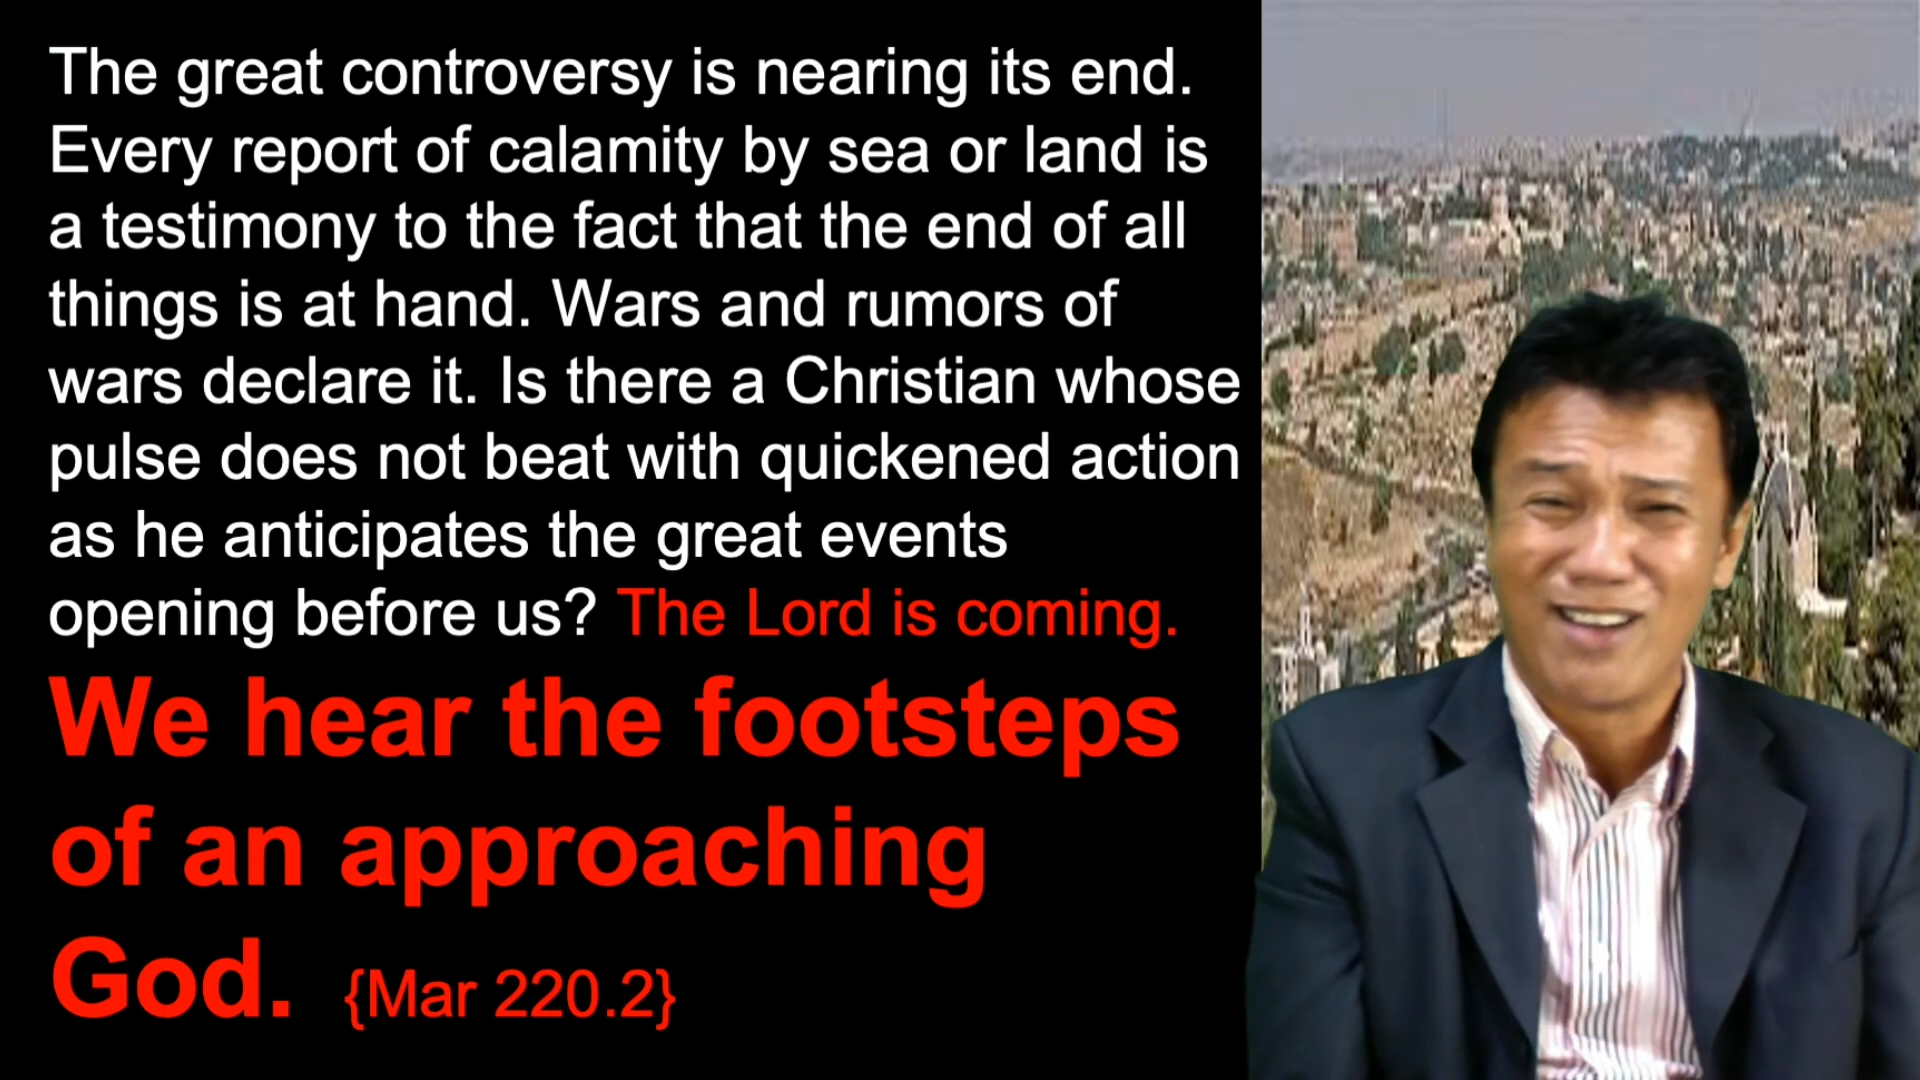 The great controversy is nearing its end.
Every report of calamity by sea or land is
a testimony to the fact that the end of all
things is at hand. Wars and rumors of
wars declare it. Is there a Christian whose
pulse does not beat with quickened action
as he anticipates the great events
opening before us? The Lord is coming.
We hear the footsteps
of an approaching
God. {Mar 220.2}